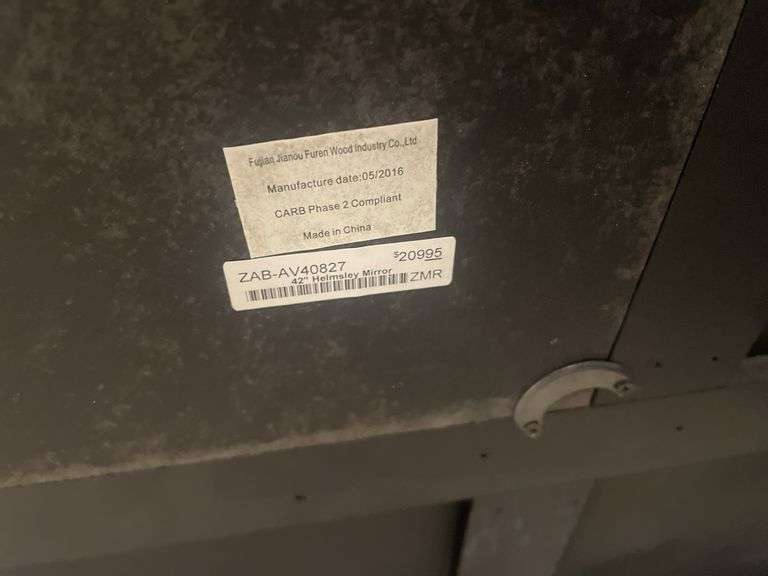 Fujian Jianou Furen Wood Industry Co.,Ltd
Manufacture date:05/2016
CARB Phase 2 Compliant
Made in China
ZAB-AV40827 $20995
42" Helmsley Mirror
ZMR